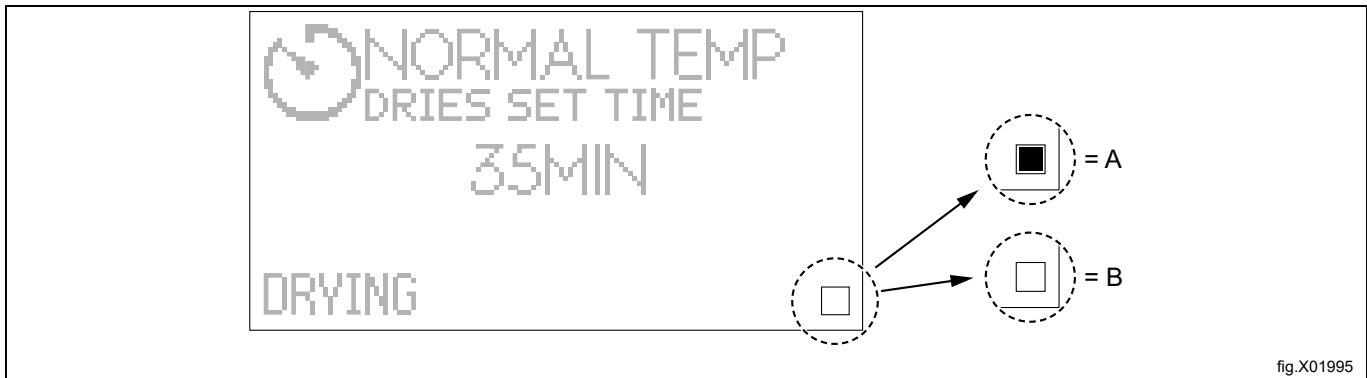 NORMAL TEMP
DRIES SET TIME
35MIN
DRYING
= A
= B
fig.X01995